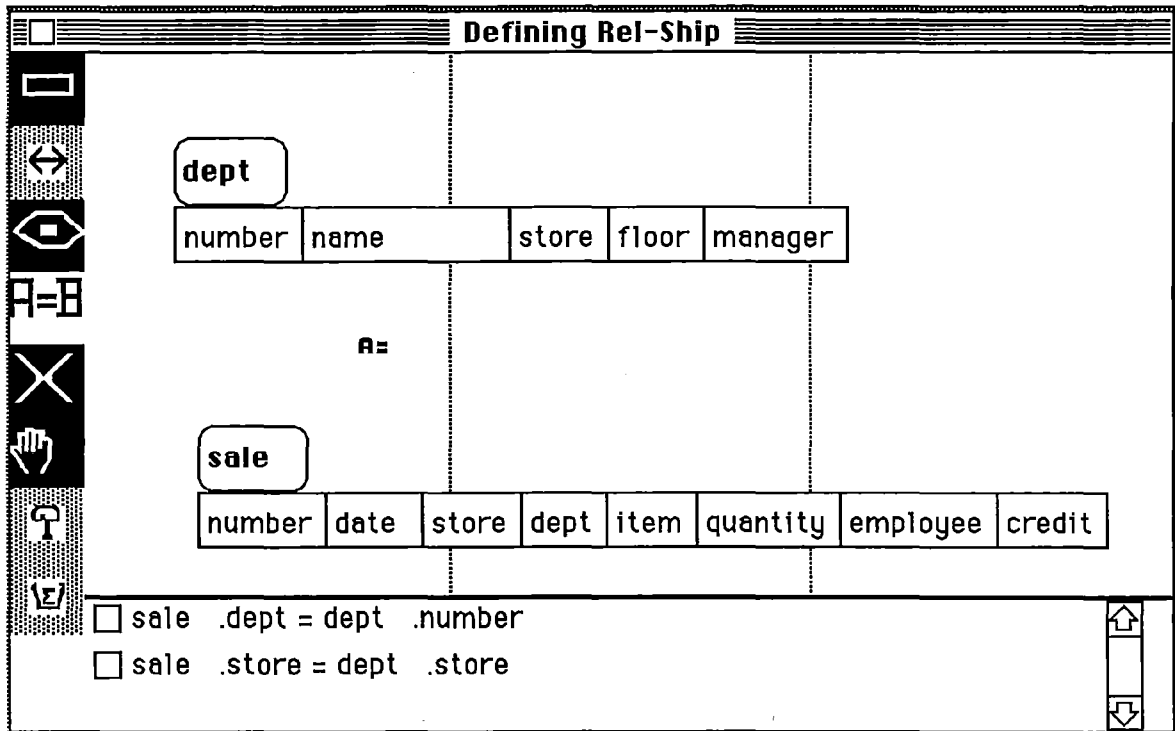 Defining Rel-Ship
dept
number name store floor manager
A=B
A=
sale
number date store dept item quantity employee credit
Σ
sale .dept = dept .number
sale .store = dept .store